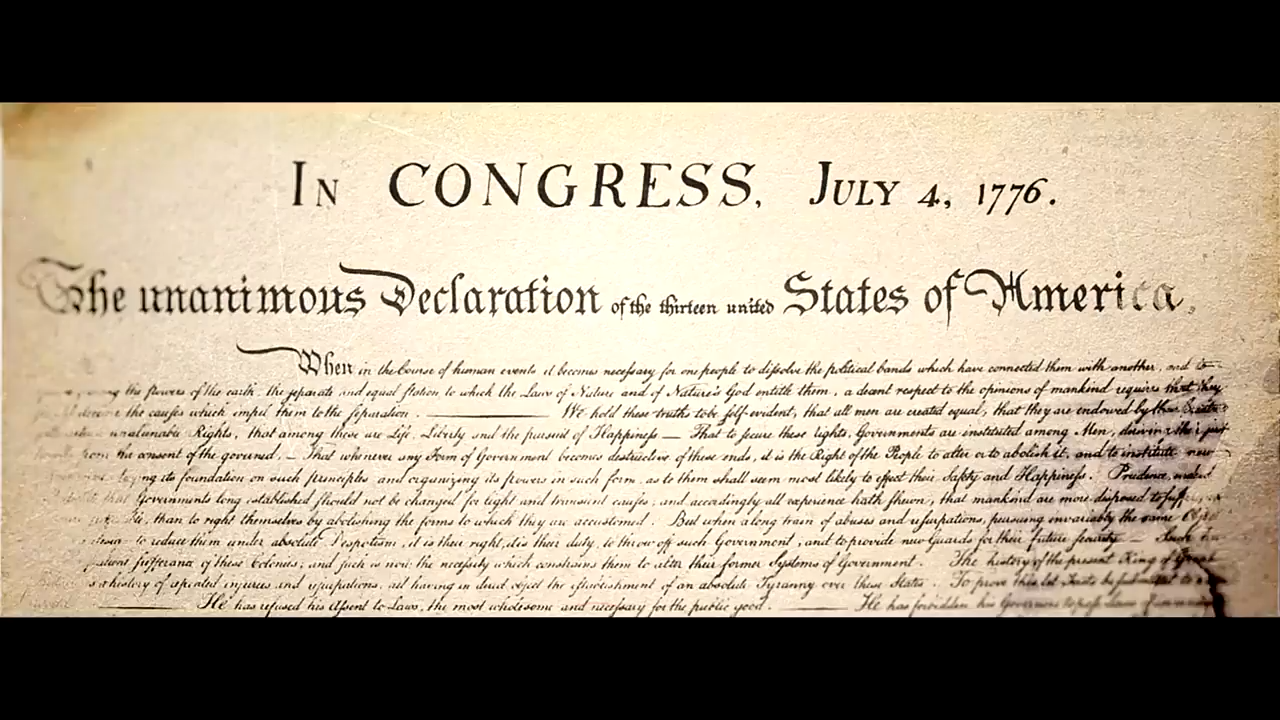 IN CONGRESS, JULY 4, 1776.
The unanimous Declaration of the thirteen united States of America,
When in the Course of human events it becomes necessary for one people to dissolve the political bands which have connected them with another, and to
among the powers of the earth, the separate and equal station to which the Laws of Nature and of Nature's God entitle them, a decent respect to the opinions of mankind requires that they
declare the causes which impel them to the separation. — We hold these truths to be self-evident, that all men are created equal, that they are endowed by their Creator
unalienable Rights, that among these are Life, Liberty and the pursuit of Happiness — That to secure these rights, Governments are instituted among Men, deriving their just
from the consent of the governed, — That whenever any Form of Government becomes destructive of these ends, it is the Right of the People to alter or to abolish it, and to institute new
laying its foundation on such principles and organizing its powers in such form, as to them shall seem most likely to effect their Safety and Happiness. Prudence, indeed
that Governments long established should not be changed for light and transient causes; and accordingly all experience hath shewn, that mankind are more disposed to suffer
than to right themselves by abolishing the forms to which they are accustomed. But when a long train of abuses and usurpations, pursuing invariably the same Object
to reduce them under absolute Despotism, it is their right, it is their duty, to throw off such Government, and to provide new Guards for their future security — Such
sufferance of these Colonies; and such is now the necessity which constrains them to alter their former Systems of Government. The history of the present King of Great
a history of repeated injuries and usurpations, all having in direct object the establishment of an absolute Tyranny over these States. To prove this let Facts be submitted to a
— He has refused his Assent to Laws, the most wholesome and necessary for the public good. — He has forbidden his Governors to pass Laws